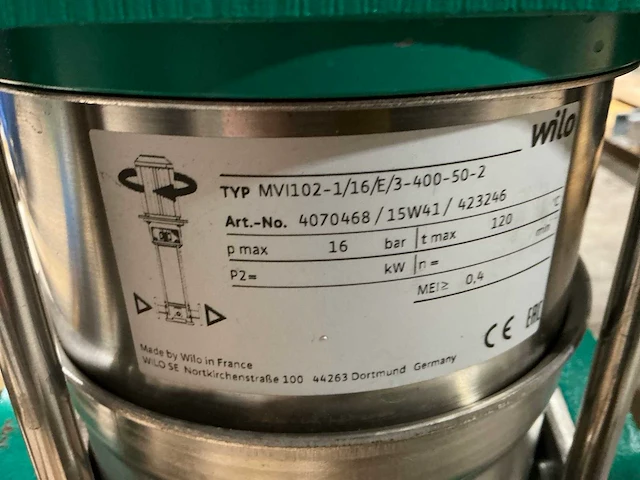 wilo
TYP MVI102-1/16/E/3-400-50-2
Art.-No. 4070468 / 15W41 / 423246
p max 16 bar t max 120 °C
P2= kW n = min
MEI≥ 0,4
CE EAC
Made by Wilo in France
WILO SE Nortkirchenstraße 100 44263 Dortmund Germany